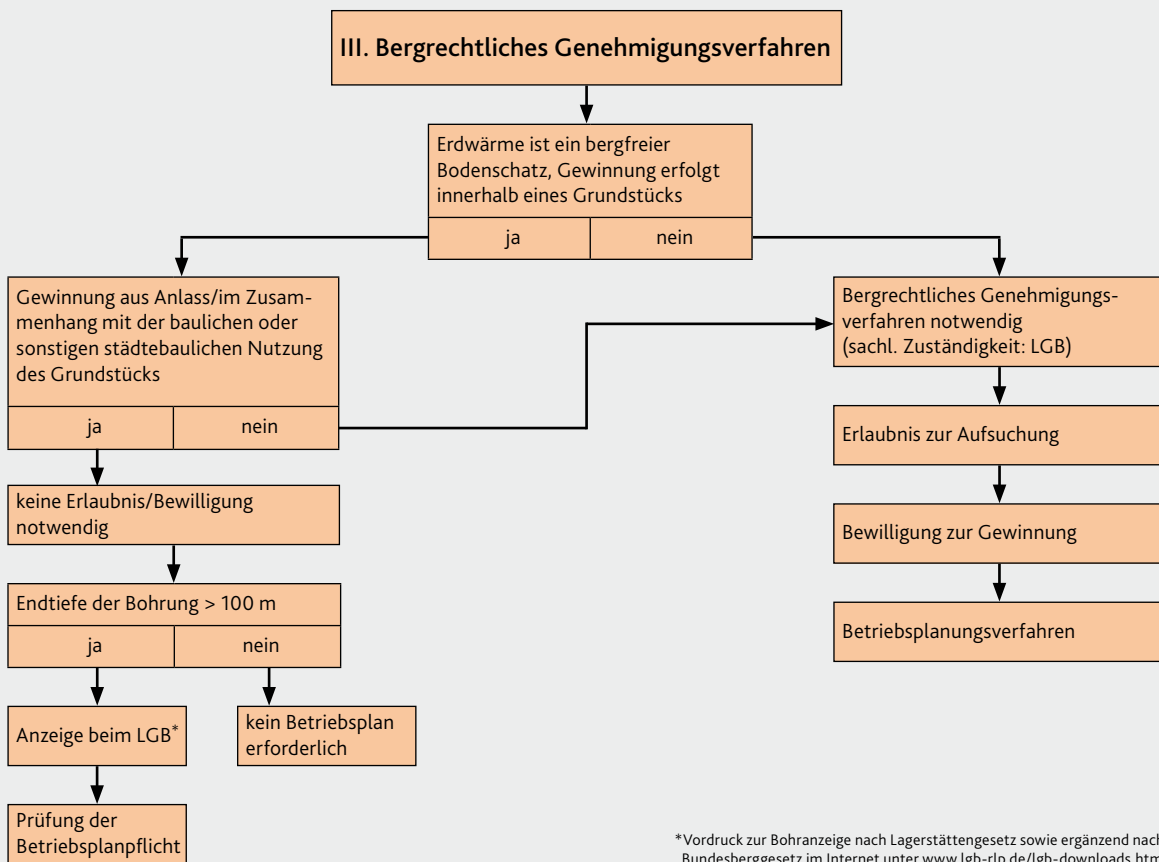 III. Bergrechtliches Genehmigungsverfahren
Erdwärme ist ein bergfreier
Bodenschatz, Gewinnung erfolgt
innerhalb eines Grundstücks
ja
nein
Gewinnung aus Anlass/im Zusam-
menhang mit der baulichen oder
sonstigen städtebaulichen Nutzung
des Grundstücks
ja
nein
Bergrechtliches Genehmigungs-
verfahren notwendig
(sachl. Zuständigkeit: LGB)
keine Erlaubnis/Bewilligung
notwendig
Erlaubnis zur Aufsuchung
Bewilligung zur Gewinnung
Endtiefe der Bohrung > 100 m
ja
nein
Betriebsplanungsverfahren
Anzeige beim LGB*
kein Betriebsplan
erforderlich
Prüfung der
Betriebsplanpflicht
*Vordruck zur Bohranzeige nach Lagerstättengesetz sowie ergänzend nach
Bundesberggesetz im Internet unter www.lgb-rlp.de/lgb-downloads.htm